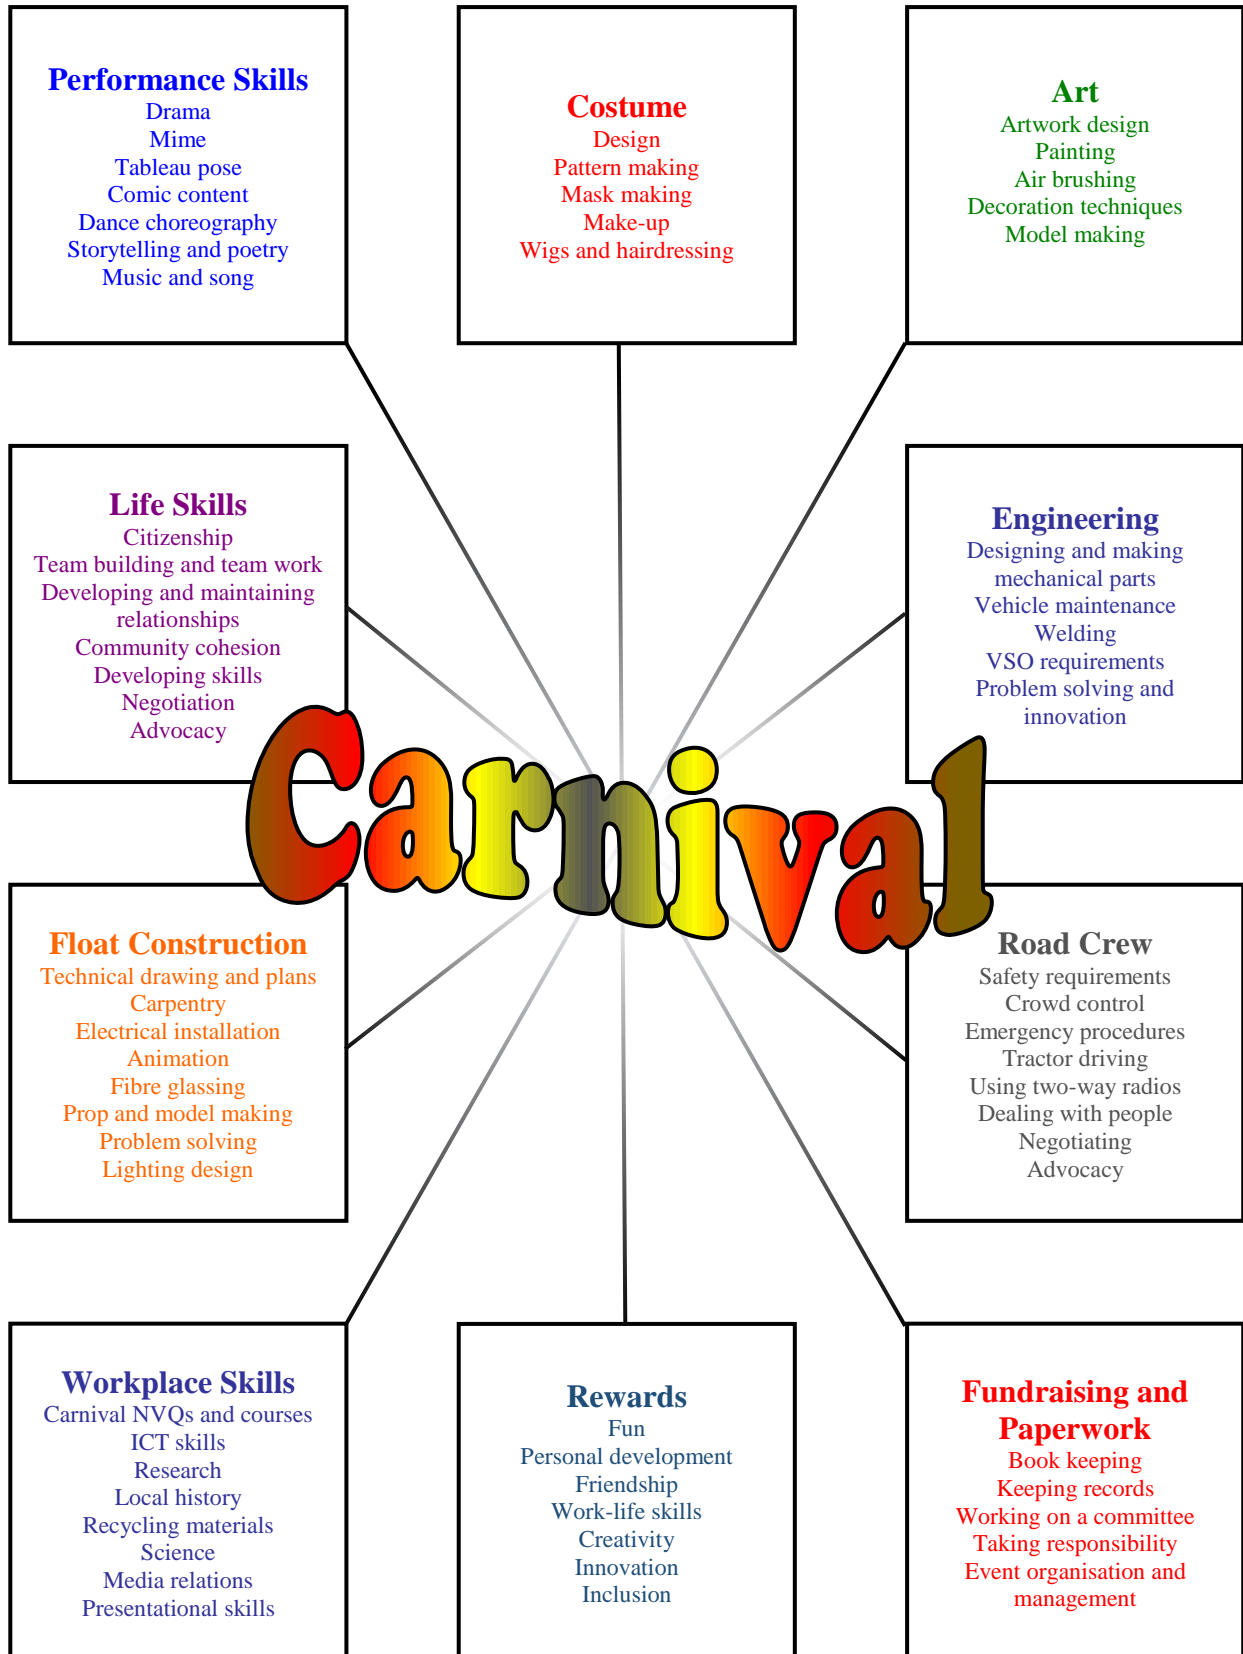 Performance Skills
Drama
Mime
Tableau pose
Comic content
Dance choreography
Storytelling and poetry
Music and song
Costume
Design
Pattern making
Mask making
Make-up
Wigs and hairdressing
Art
Artwork design
Painting
Air brushing
Decoration techniques
Model making
Life Skills
Citizenship
Team building and team work
Developing and maintaining
relationships
Community cohesion
Developing skills
Negotiation
Advocacy
Engineering
Designing and making
mechanical parts
Vehicle maintenance
Welding
VSO requirements
Problem solving and
innovation
Carnival
Float Construction
Technical drawing and plans
Carpentry
Electrical installation
Animation
Fibre glassing
Prop and model making
Problem solving
Lighting design
Road Crew
Safety requirements
Crowd control
Emergency procedures
Tractor driving
Using two-way radios
Dealing with people
Negotiating
Advocacy
Workplace Skills
Carnival NVQs and courses
ICT skills
Research
Local history
Recycling materials
Science
Media relations
Presentational skills
Rewards
Fun
Personal development
Friendship
Work-life skills
Creativity
Innovation
Inclusion
Fundraising and
Paperwork
Book keeping
Keeping records
Working on a committee
Taking responsibility
Event organisation and
management